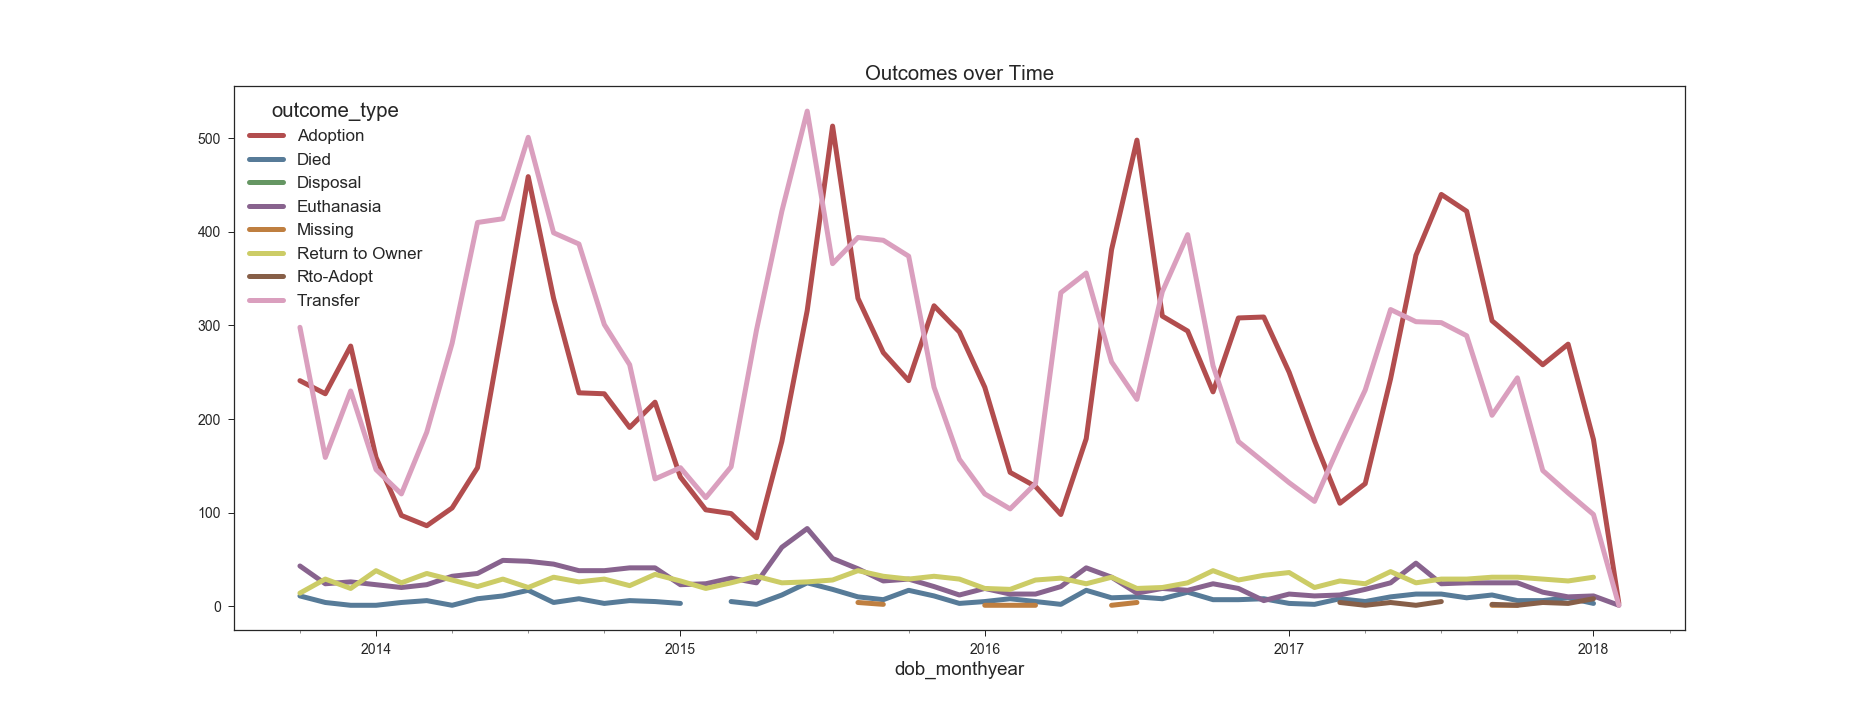 Outcomes over Time
outcome_type
Adoption
Died
Disposal
Euthanasia
Missing
Return to Owner
Rto-Adopt
Transfer
500
400
300
200
100
0
2014 2015 2016 2017 2018
dob_monthyear